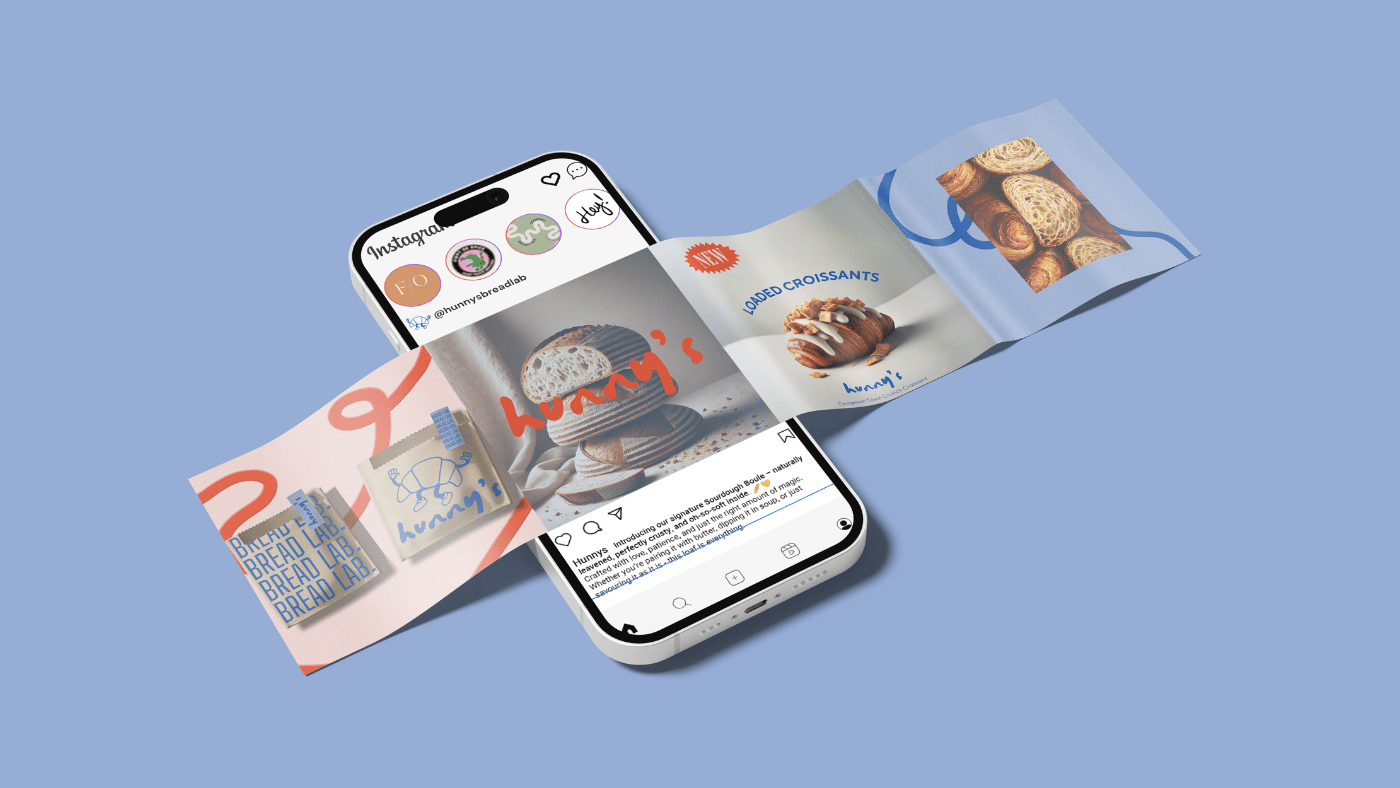 Instagram
F/O
Hey!
@hunnysbreadlab
hunny's
NEW
LOADED CROISSANTS
hunny's
Cinnamon Toast Crunch Croissant
hunny's
BREAD LAB.
BREAD LAB.
BREAD LAB.
BREAD LAB.
BREAD LAB.
hunny's
Hunnys Introducing our signature Sourdough Boule – naturally
leavened, perfectly crusty, and oh-so-soft inside. 🥖🧡
Crafted with love, patience, and just the right amount of magic.
Whether you're pairing it with butter, dipping it in soup, or just
savouring it as it is - this loaf is everything.